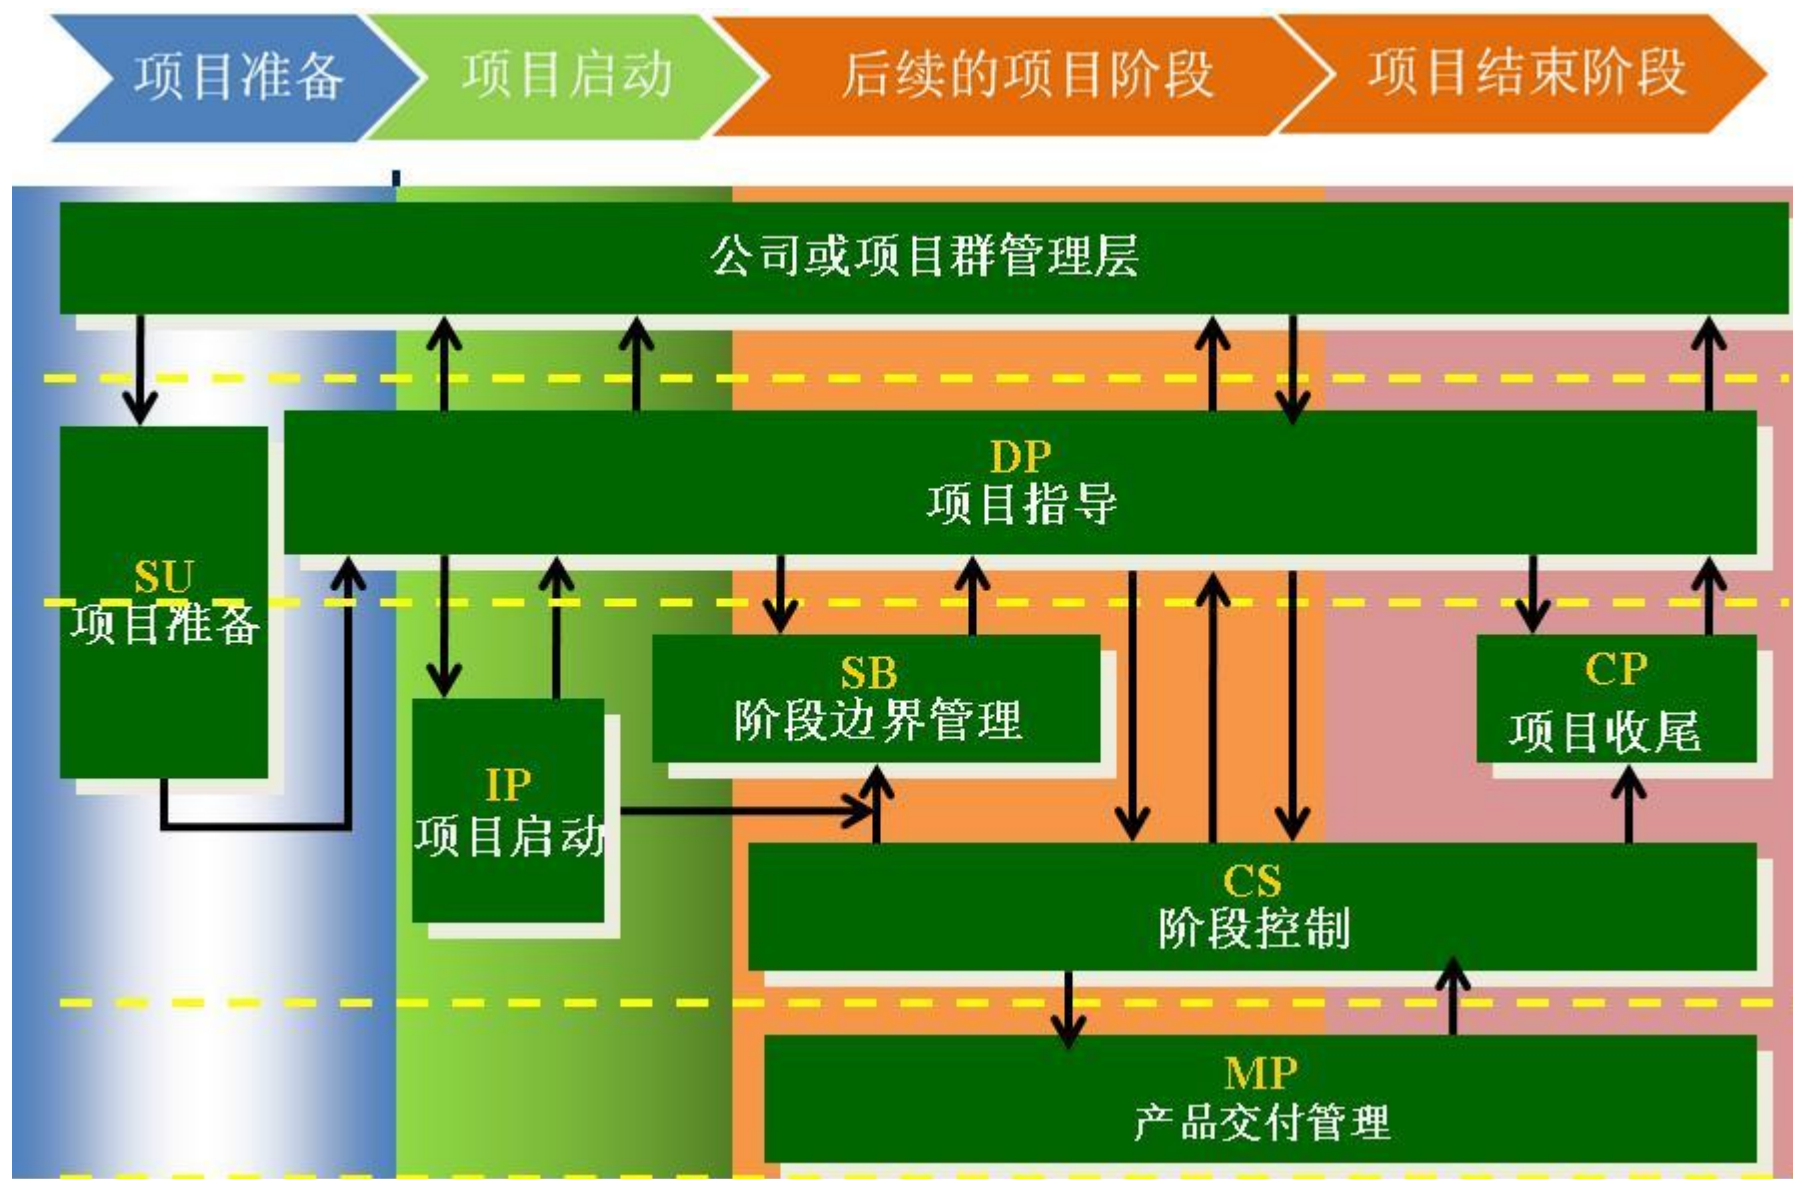 项目准备
项目启动
后续的项目阶段
项目结束阶段
公司或项目群管理层
DP
项目指导
SU
项目准备
SB
阶段边界管理
CP
项目收尾
IP
项目启动
CS
阶段控制
MP
产品交付管理